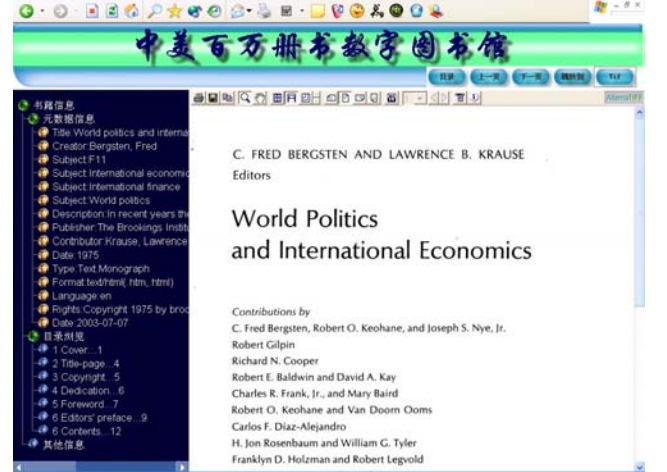 中美百万册书数字图书馆
目录 上一页 下一页 跳转到 TIF
AlternaTIFF
书籍信息
元数据信息
Title:World politics and interna
Creator:Bergsten, Fred
Subject:F11
Subject:International economic
Subject:International finance
Subject:World politics
Description:In recent years the
Publisher:The Brookings Institu
Contributor:Krause, Lawrence
Date:1975
Type:Text.Monograph
Format:text/html(.htm,.html)
Language:en
Rights:Copyright 1975 by broo
Date:2003-07-07
目录浏览
1 Cover...1
2 Title-page...4
3 Copyright...5
4 Dedication...6
5 Foreword...7
6 Editors' preface...9
6 Contents...12
其他信息
C. FRED BERGSTEN AND LAWRENCE B. KRAUSE
Editors
World Politics
and International Economics
Contributions by
C. Fred Bergsten, Robert O. Keohane, and Joseph S. Nye, Jr.
Robert Gilpin
Richard N. Cooper
Robert E. Baldwin and David A. Kay
Charles R. Frank, Jr., and Mary Baird
Robert O. Keohane and Van Doorn Ooms
Carlos F. Diaz-Alejandro
H. Jon Rosenbaum and William G. Tyler
Franklyn D. Holzman and Robert Legvold